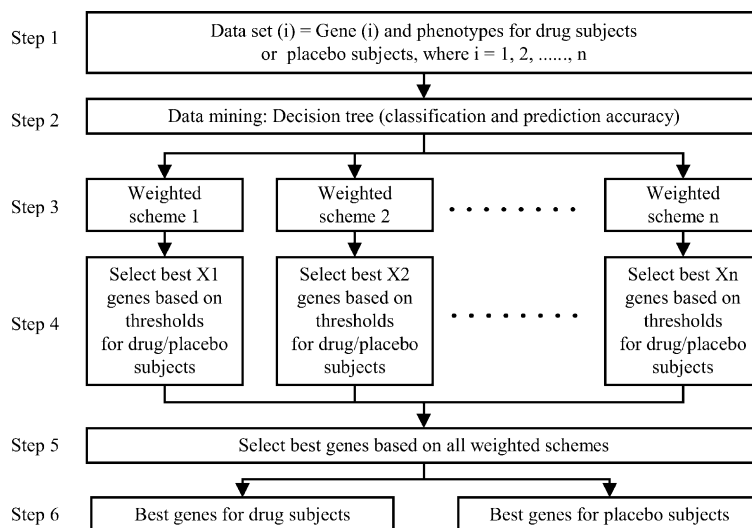 Step 1
Data set (i) = Gene (i) and phenotypes for drug subjects
or placebo subjects, where i = 1, 2, ......, n
Step 2
Data mining: Decision tree (classification and prediction accuracy)
Step 3
Weighted
scheme 1
Weighted
scheme 2
. . . . . . . .
Weighted
scheme n
Step 4
Select best X1
genes based on
thresholds
for drug/placebo
subjects
Select best X2
genes based on
thresholds
for drug/placebo
subjects
. . . . . . . .
Select best Xn
genes based on
thresholds
for drug/placebo
subjects
Step 5
Select best genes based on all weighted schemes
Step 6
Best genes for drug subjects
Best genes for placebo subjects